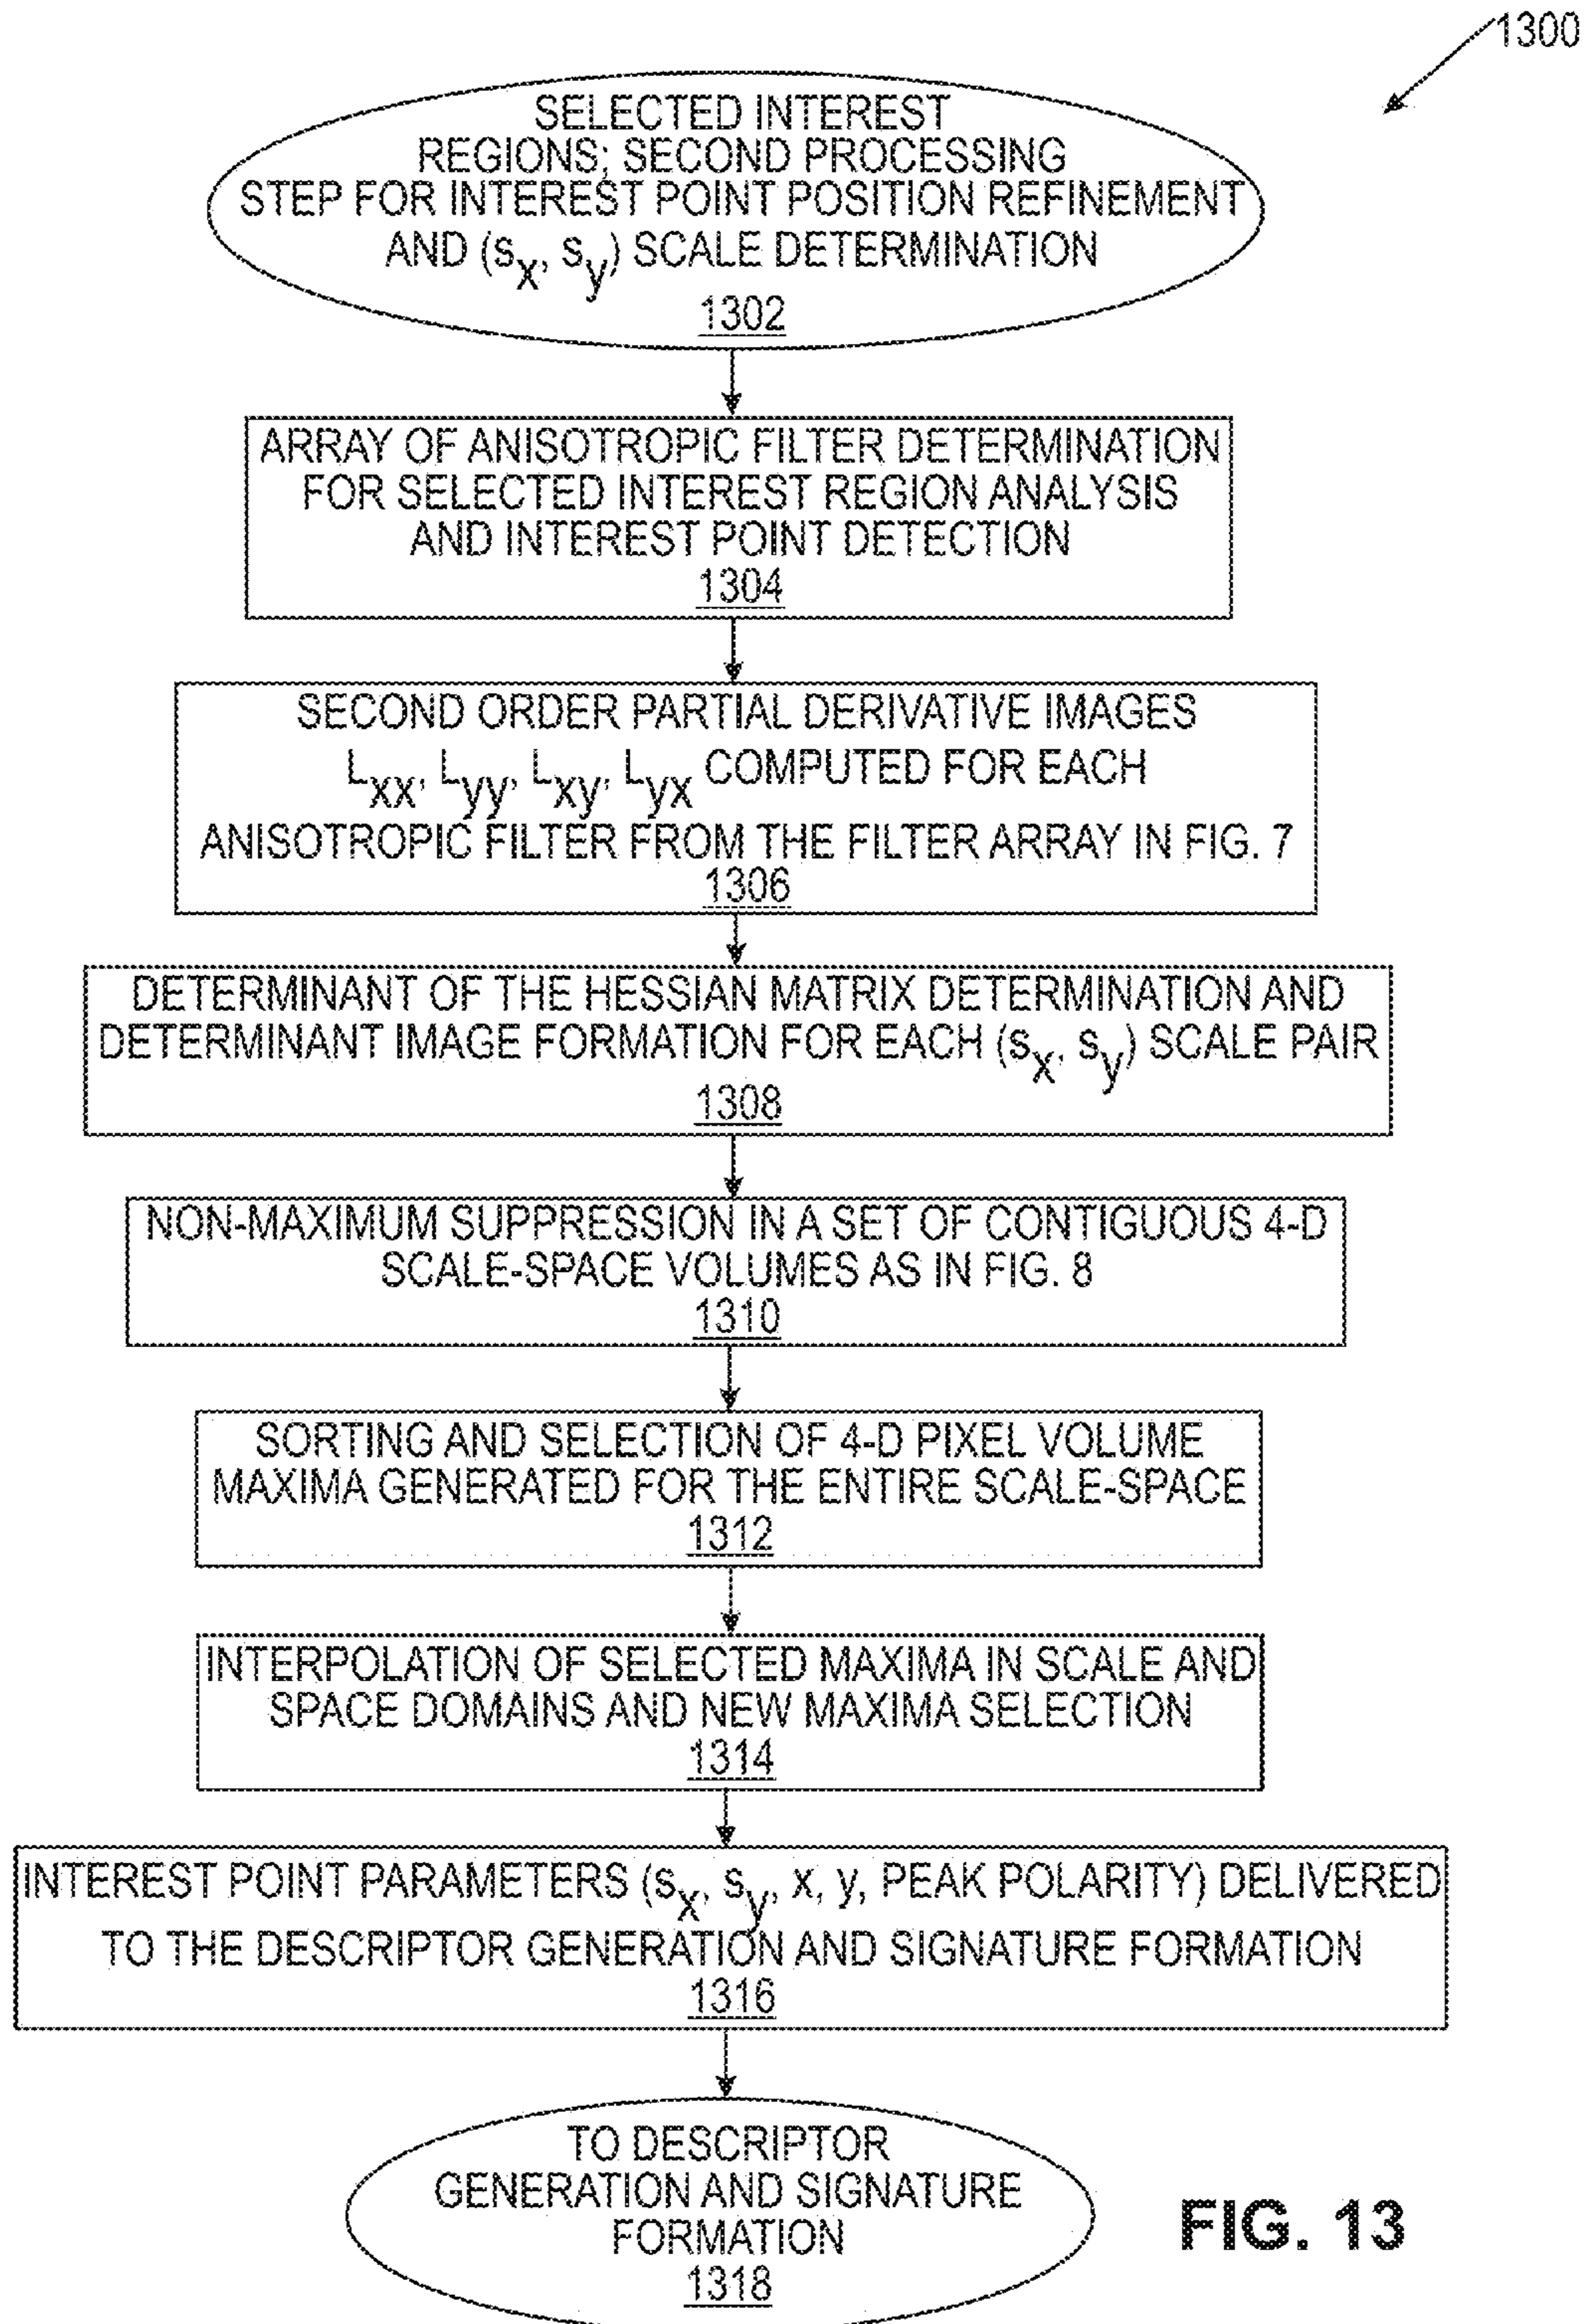 1300
SELECTED INTEREST
REGIONS; SECOND PROCESSING
STEP FOR INTEREST POINT POSITION REFINEMENT
AND (sx, sy) SCALE DETERMINATION
1302
ARRAY OF ANISOTROPIC FILTER DETERMINATION
FOR SELECTED INTEREST REGION ANALYSIS
AND INTEREST POINT DETECTION
1304
SECOND ORDER PARTIAL DERIVATIVE IMAGES
Lxx, Lyy, Lxy, Lyx COMPUTED FOR EACH
ANISOTROPIC FILTER FROM THE FILTER ARRAY IN FIG. 7
1306
DETERMINANT OF THE HESSIAN MATRIX DETERMINATION AND
DETERMINANT IMAGE FORMATION FOR EACH (sx, sy) SCALE PAIR
1308
NON-MAXIMUM SUPPRESSION IN A SET OF CONTIGUOUS 4-D
SCALE-SPACE VOLUMES AS IN FIG. 8
1310
SORTING AND SELECTION OF 4-D PIXEL VOLUME
MAXIMA GENERATED FOR THE ENTIRE SCALE-SPACE
1312
INTERPOLATION OF SELECTED MAXIMA IN SCALE AND
SPACE DOMAINS AND NEW MAXIMA SELECTION
1314
INTEREST POINT PARAMETERS (sx, sy, x, y, PEAK POLARITY) DELIVERED
TO THE DESCRIPTOR GENERATION AND SIGNATURE FORMATION
1316
TO DESCRIPTOR
GENERATION AND SIGNATURE
FORMATION
1318
FIG. 13